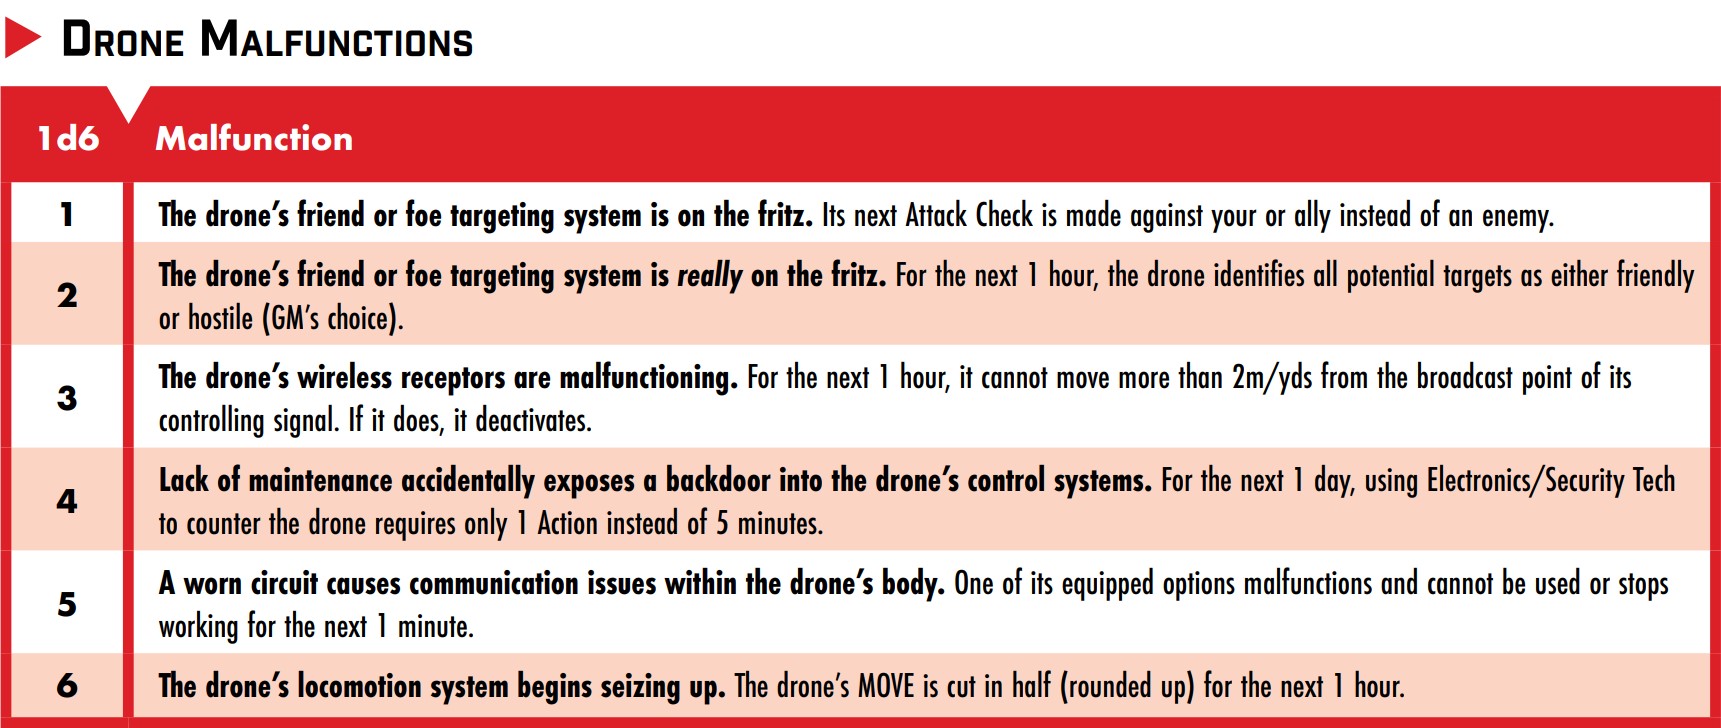 DRONE MALFUNCTIONS
1d6 Malfunction
1 The drone's friend or foe targeting system is on the fritz. Its next Attack Check is made against your or ally instead of an enemy.
2 The drone's friend or foe targeting system is really on the fritz. For the next 1 hour, the drone identifies all potential targets as either friendly
or hostile (GM's choice).
3 The drone's wireless receptors are malfunctioning. For the next 1 hour, it cannot move more than 2m/yds from the broadcast point of its
controlling signal. If it does, it deactivates.
4 Lack of maintenance accidentally exposes a backdoor into the drone's control systems. For the next 1 day, using Electronics/Security Tech
to counter the drone requires only 1 Action instead of 5 minutes.
5 A worn circuit causes communication issues within the drone's body. One of its equipped options malfunctions and cannot be used or stops
working for the next 1 minute.
6 The drone's locomotion system begins seizing up. The drone's MOVE is cut in half (rounded up) for the next 1 hour.